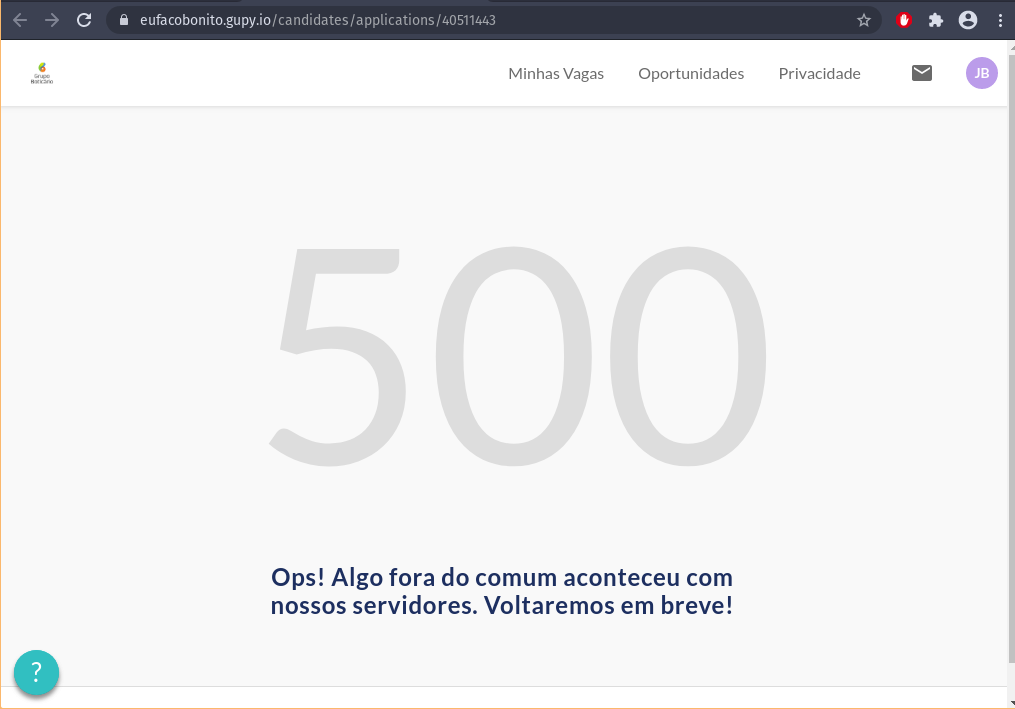 eufacobonito.gupy.io/candidates/applications/40511443
Grupo
Boticário
Minhas Vagas
Oportunidades
Privacidade
JB
500
Ops! Algo fora do comum aconteceu com
nossos servidores. Voltaremos em breve!
?